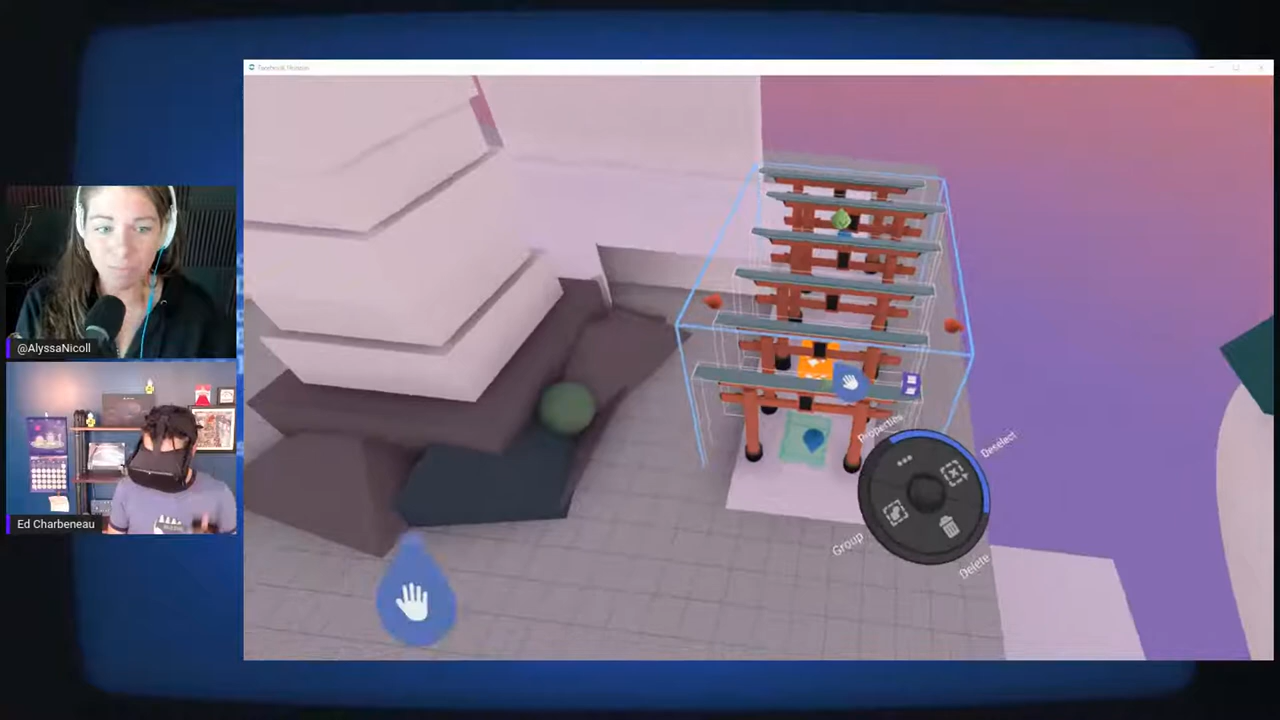 @AlyssaNicoll
Ed Charbeneau
Properties
Deselect
Group
Delete